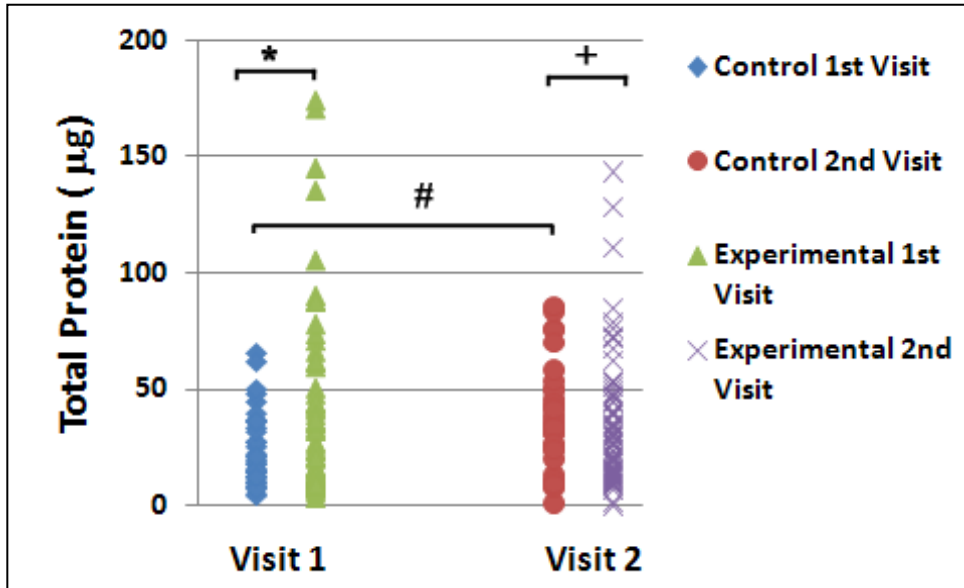 200
150
100
50
0
Total Protein ( µg)
*
+
#
Visit 1
Visit 2
Control 1st Visit
Control 2nd Visit
Experimental 1st
Visit
Experimental 2nd
Visit